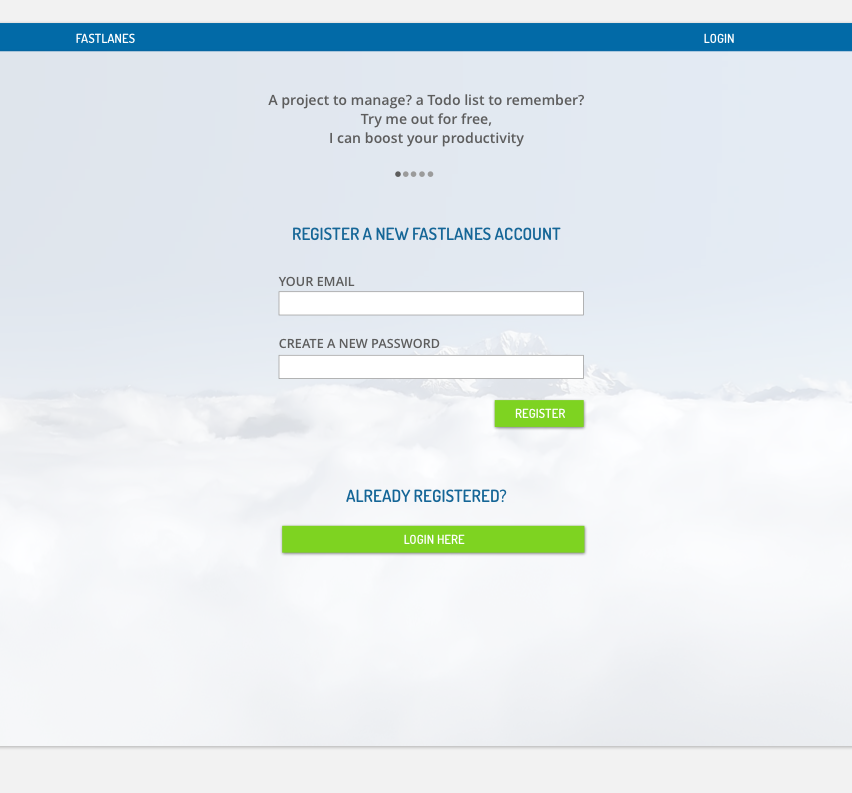 FASTLANES
LOGIN
A project to manage? a Todo list to remember?
Try me out for free,
I can boost your productivity
REGISTER A NEW FASTLANES ACCOUNT
YOUR EMAIL
CREATE A NEW PASSWORD
REGISTER
ALREADY REGISTERED?
LOGIN HERE